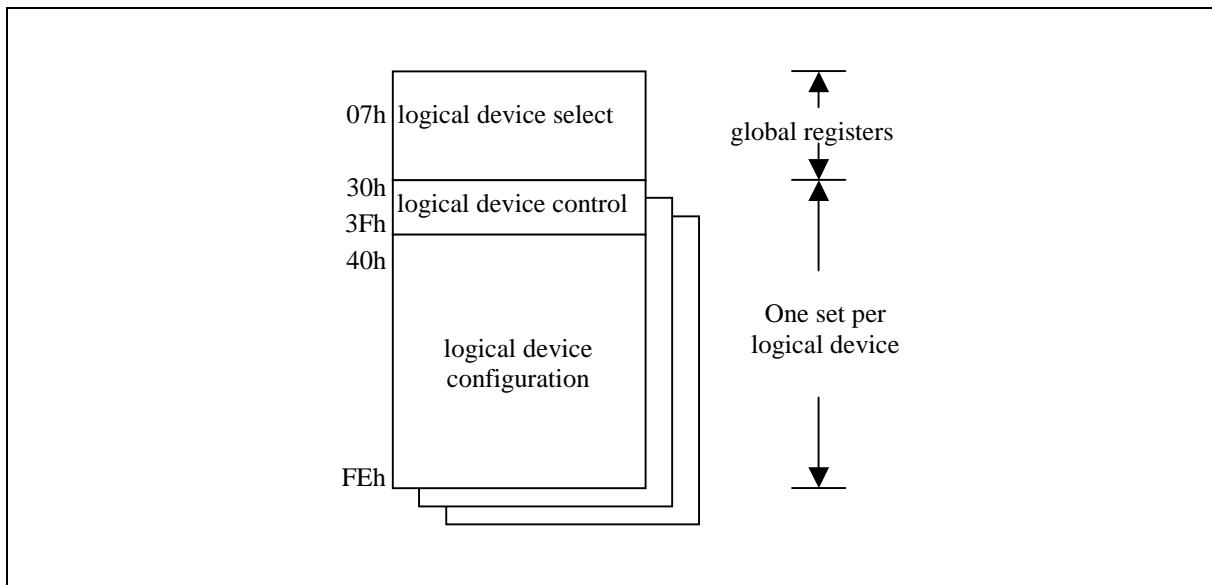 07h logical device select
global registers
30h
logical device control
3Fh
40h
One set per
logical device
logical device
configuration
FEh